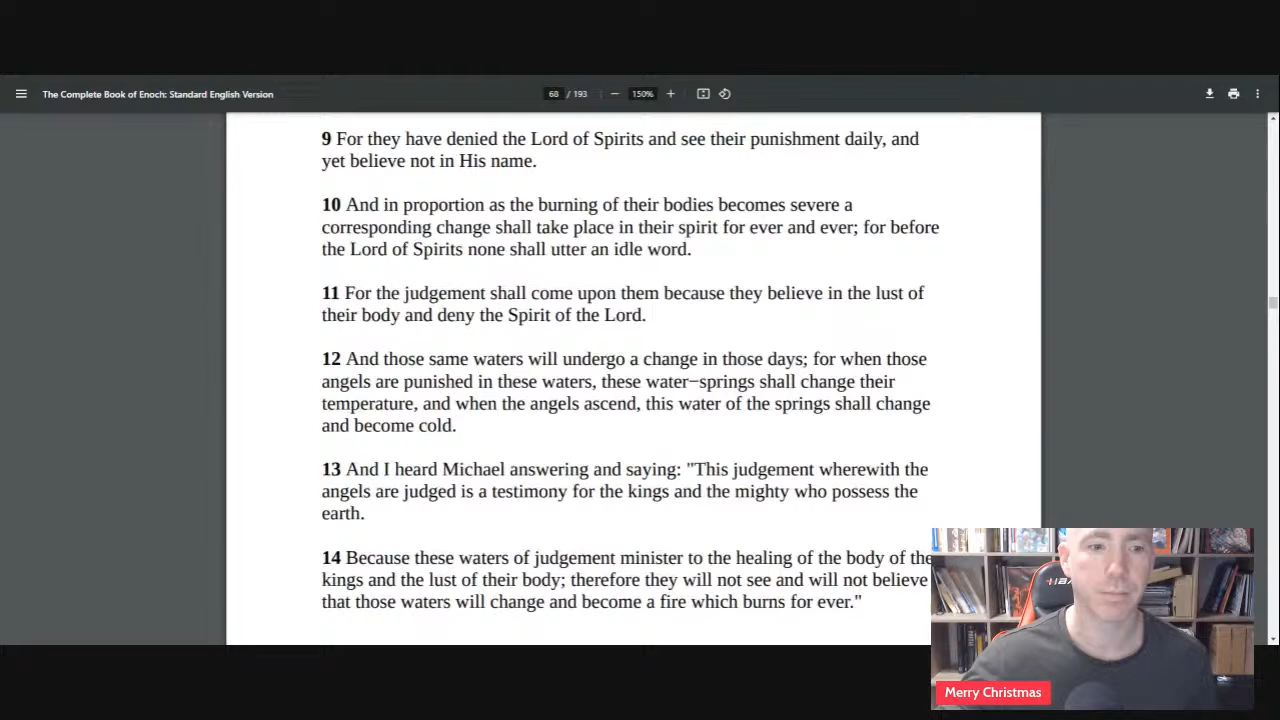 The Complete Book of Enoch: Standard English Version
68 / 193
150%
9 For they have denied the Lord of Spirits and see their punishment daily, and
yet believe not in His name.
10 And in proportion as the burning of their bodies becomes severe a
corresponding change shall take place in their spirit for ever and ever; for before
the Lord of Spirits none shall utter an idle word.
11 For the judgement shall come upon them because they believe in the lust of
their body and deny the Spirit of the Lord.
12 And those same waters will undergo a change in those days; for when those
angels are punished in these waters, these water−springs shall change their
temperature, and when the angels ascend, this water of the springs shall change
and become cold.
13 And I heard Michael answering and saying: "This judgement wherewith the
angels are judged is a testimony for the kings and the mighty who possess the
earth.
14 Because these waters of judgement minister to the healing of the body of the
kings and the lust of their body; therefore they will not see and will not believe
that those waters will change and become a fire which burns for ever."
Merry Christmas